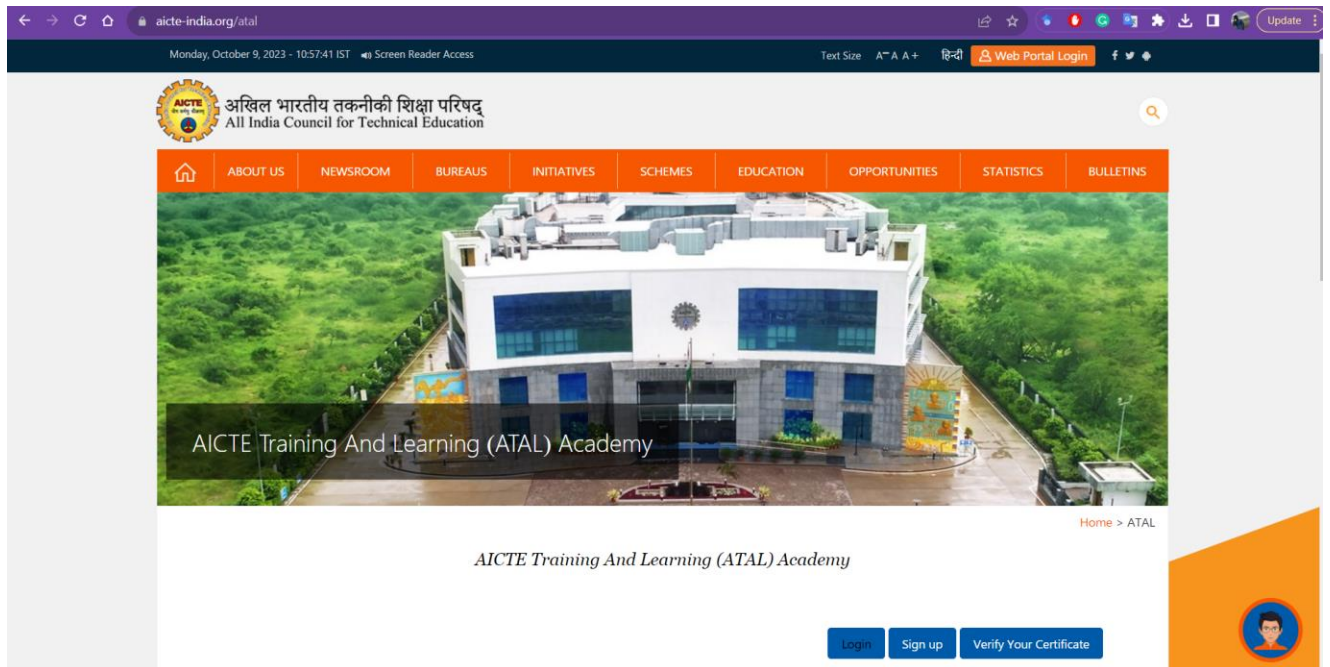 aicte-india.org/atal
Update
Monday, October 9, 2023 - 10:57:41 IST Screen Reader Access Text Size A⁻ A A+ हिन्दी Web Portal Login
AICTE
अखिल भारतीय तकनीकी शिक्षा परिषद्
All India Council for Technical Education
ABOUT US NEWSROOM BUREAUS INITIATIVES SCHEMES EDUCATION OPPORTUNITIES STATISTICS BULLETINS
AICTE Training And Learning (ATAL) Academy
Home > ATAL
AICTE Training And Learning (ATAL) Academy
Login Sign up Verify Your Certificate